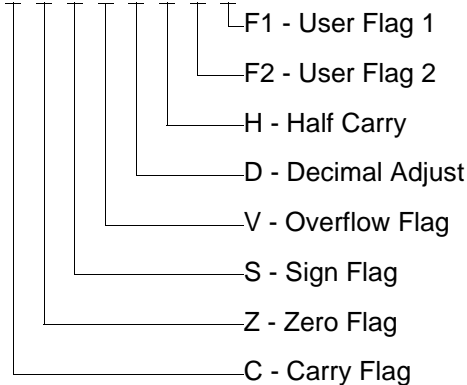 F1 - User Flag 1
F2 - User Flag 2
H - Half Carry
D - Decimal Adjust
V - Overflow Flag
S - Sign Flag
Z - Zero Flag
C - Carry Flag